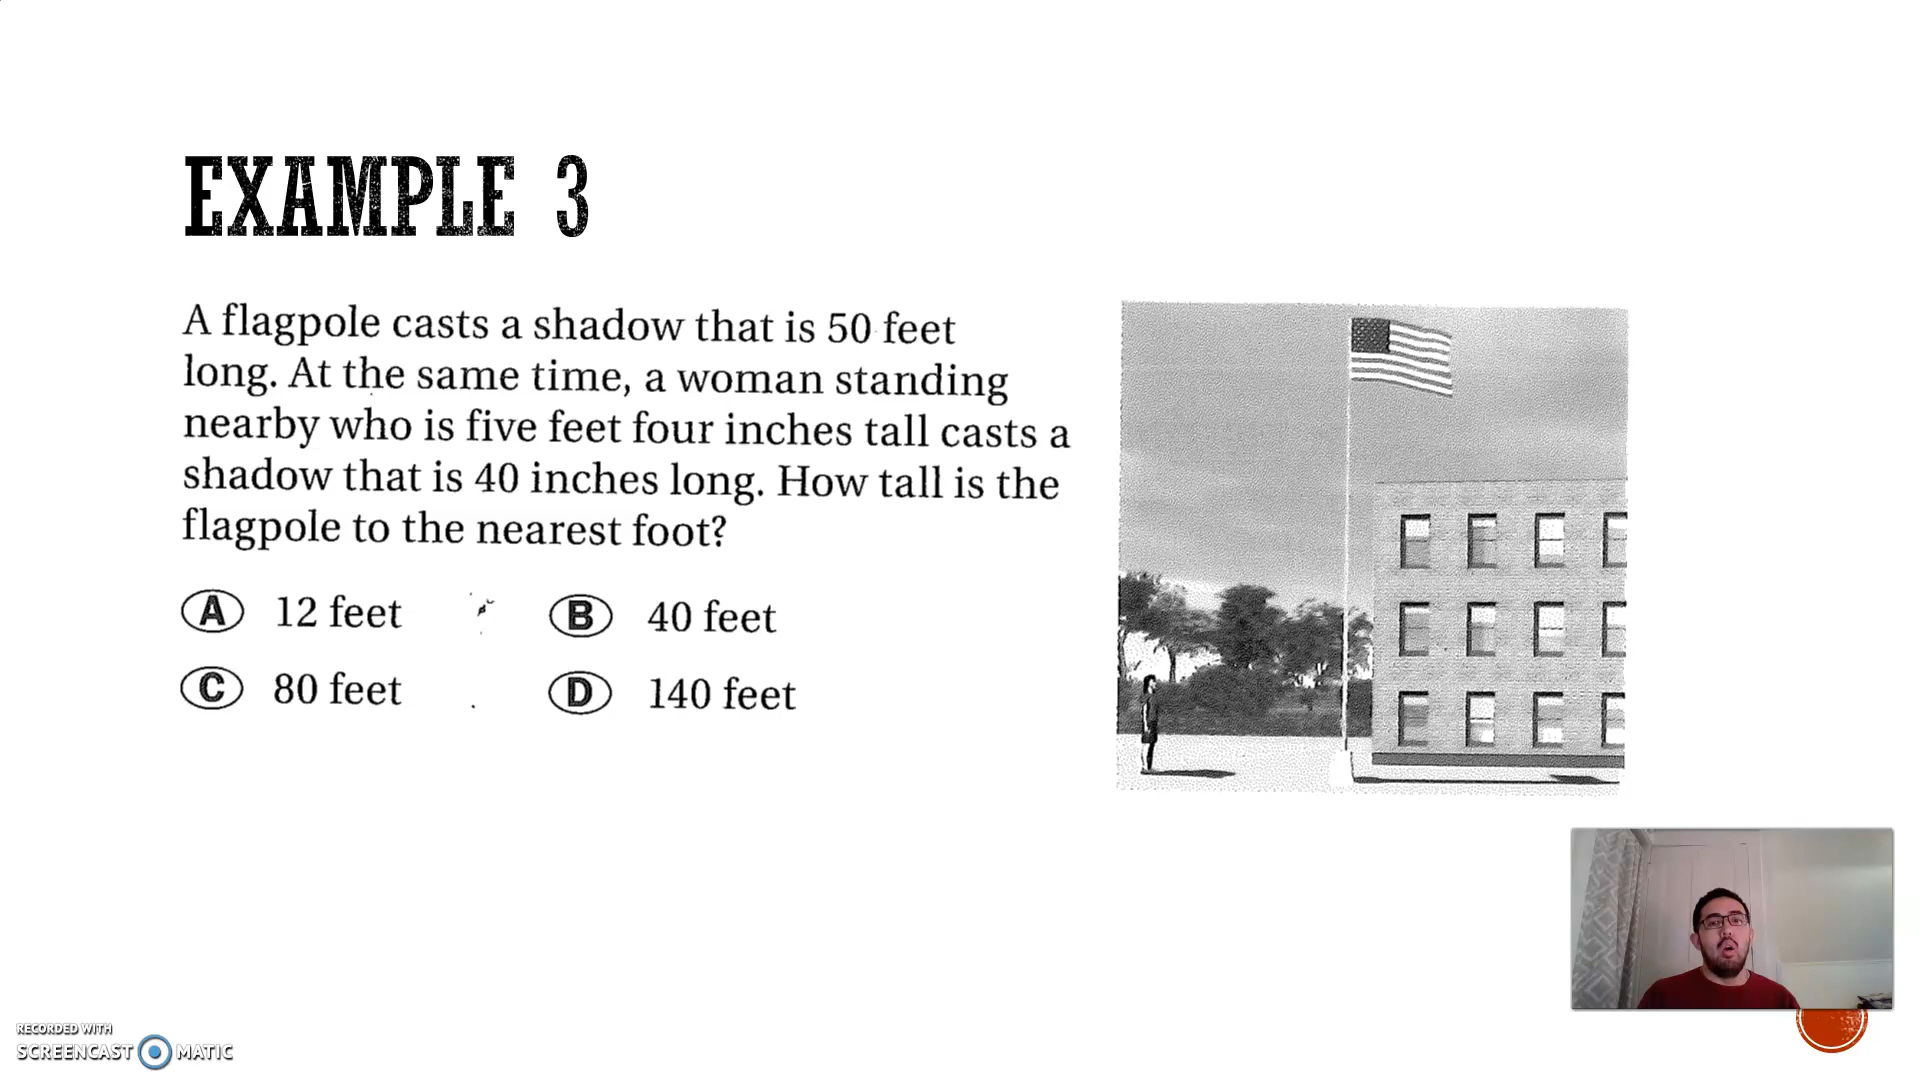 EXAMPLE 3
A flagpole casts a shadow that is 50 feet
long. At the same time, a woman standing
nearby who is five feet four inches tall casts a
shadow that is 40 inches long. How tall is the
flagpole to the nearest foot?
A 12 feet B 40 feet
C 80 feet D 140 feet
RECORDED WITH
SCREENCAST MATIC